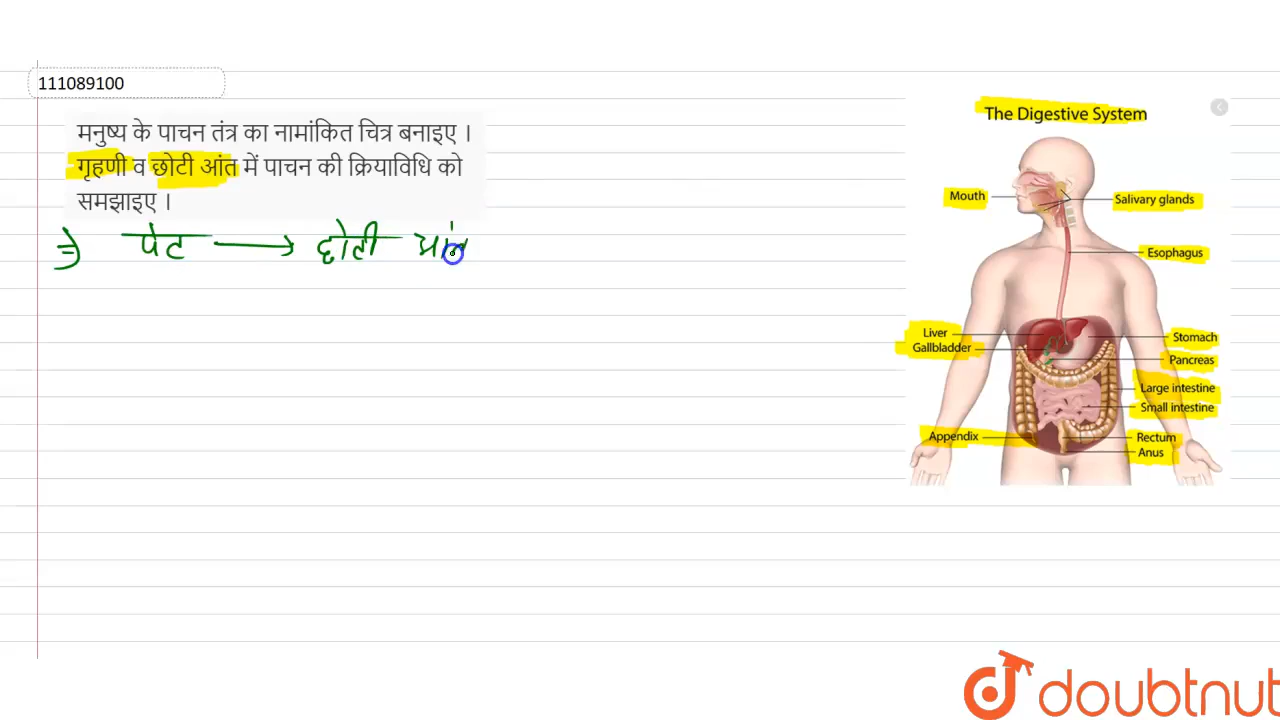 111089100
मनुष्य के पाचन तंत्र का नामांकित चित्र बनाइए ।
गृहणी व छोटी आंत में पाचन की क्रियाविधि को
समझाइए ।
⇒ पेट → छोटी आंत
The Digestive System
Mouth
Salivary glands
Esophagus
Liver
Gallbladder
Stomach
Pancreas
Large intestine
Small intestine
Appendix
Rectum
Anus
doubtnut